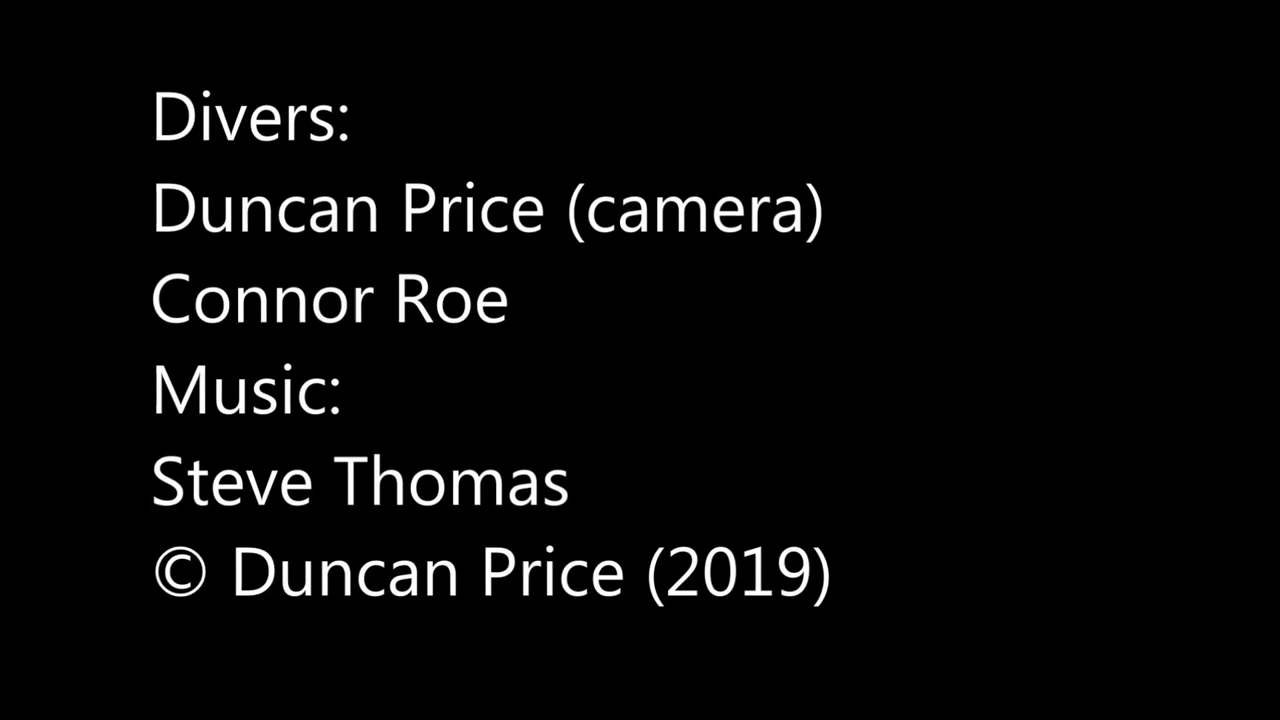 Divers:
Duncan Price (camera)
Connor Roe
Music:
Steve Thomas
© Duncan Price (2019)